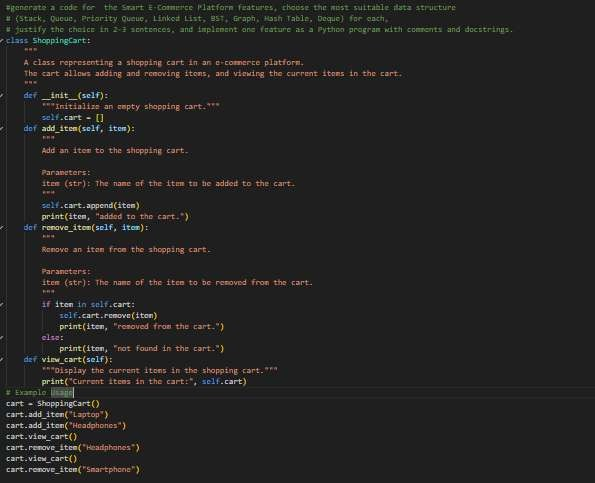 #generate a code for  the Smart E-Commerce Platform features, choose the most suitable data structure
# (Stack, Queue, Priority Queue, Linked List, BST, Graph, Hash Table, Deque) for each,
# justify the choice in 2-3 sentences, and implement one feature as a Python program with comments and docstrings.
class ShoppingCart:
    """
    A class representing a shopping cart in an e-commerce platform.
    The cart allows adding and removing items, and viewing the current items in the cart.
    """
    def __init__(self):
        """Initialize an empty shopping cart."""
        self.cart = []
    def add_item(self, item):
        """
        Add an item to the shopping cart.

        Parameters:
        item (str): The name of the item to be added to the cart.
        """
        self.cart.append(item)
        print(item, "added to the cart.")
    def remove_item(self, item):
        """
        Remove an item from the shopping cart.

        Parameters:
        item (str): The name of the item to be removed from the cart.
        """
        if item in self.cart:
            self.cart.remove(item)
            print(item, "removed from the cart.")
        else:
            print(item, "not found in the cart.")
    def view_cart(self):
        """Display the current items in the shopping cart."""
        print("Current items in the cart:", self.cart)
# Example Usage
cart = ShoppingCart()
cart.add_item("Laptop")
cart.add_item("Headphones")
cart.view_cart()
cart.remove_item("Headphones")
cart.view_cart()
cart.remove_item("Smartphone")